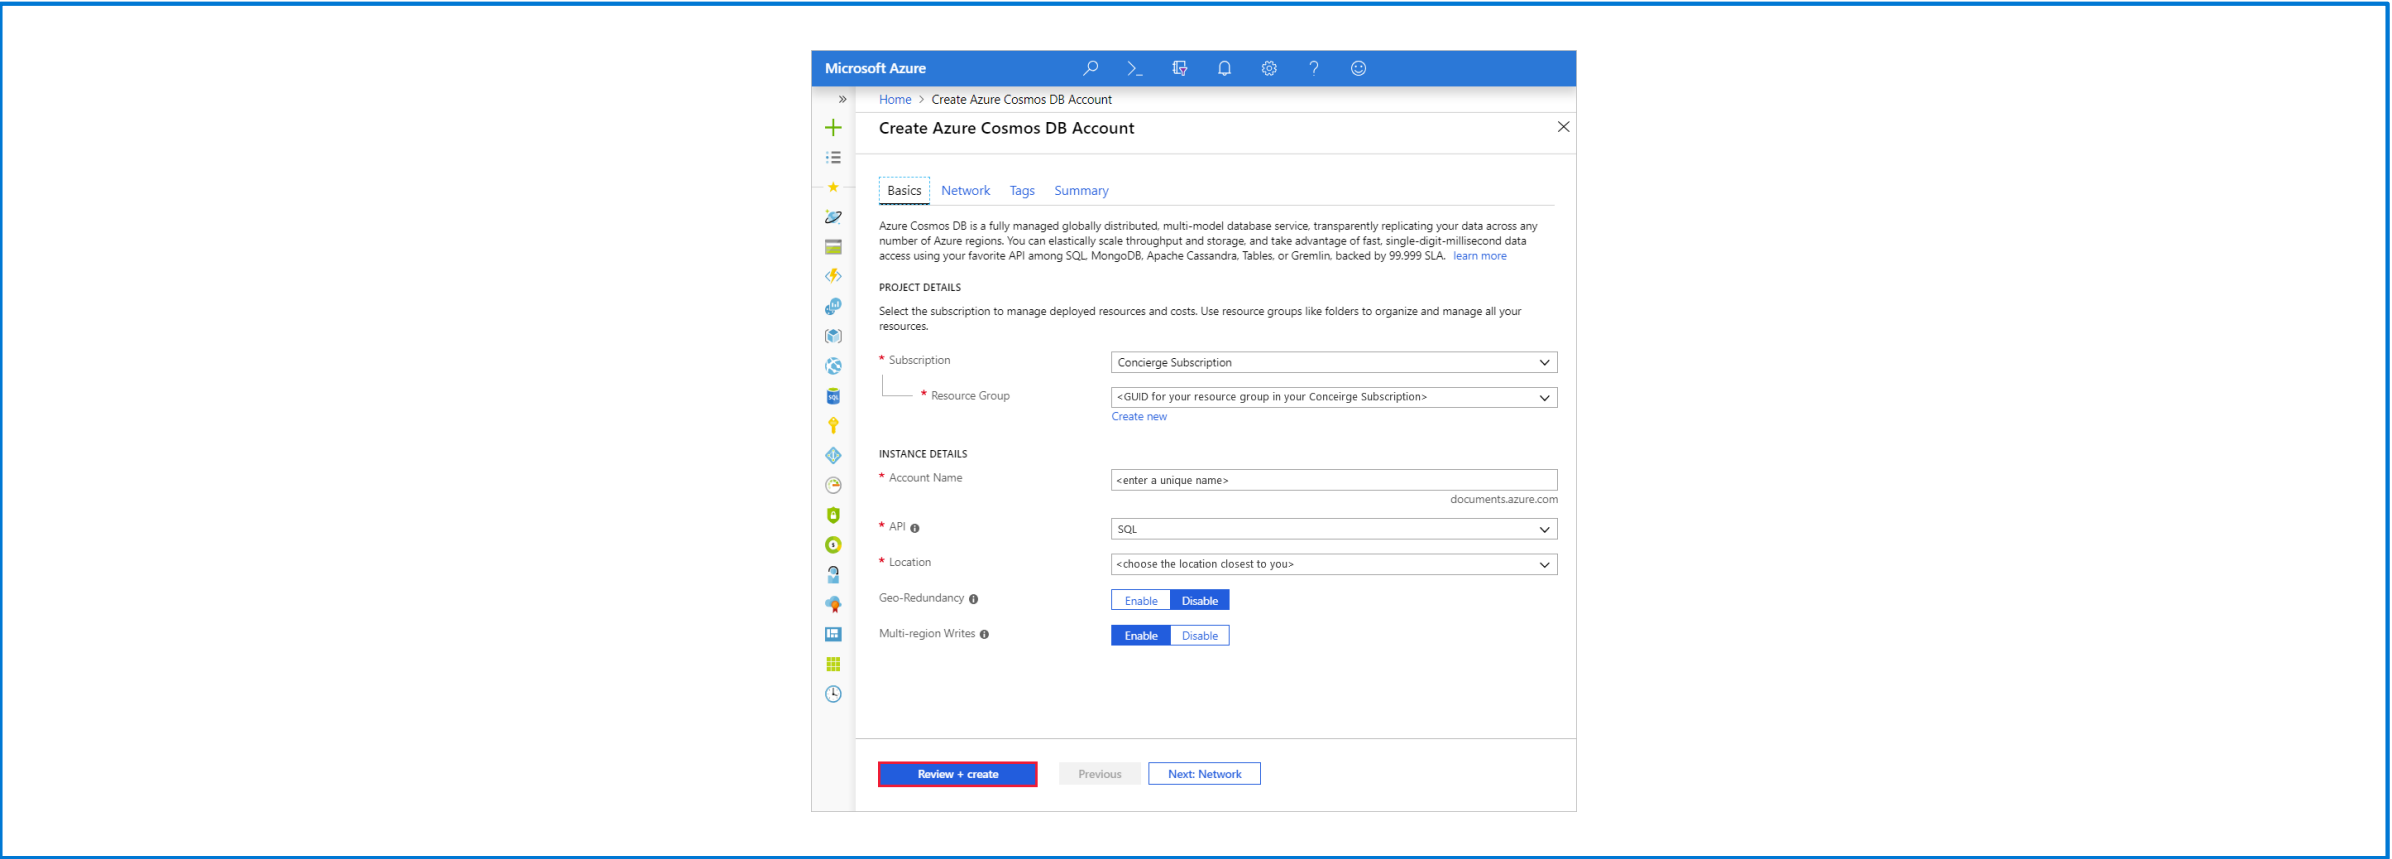 Microsoft Azure
Home > Create Azure Cosmos DB Account
Create Azure Cosmos DB Account
Basics Network Tags Summary
Azure Cosmos DB is a fully managed globally distributed, multi-model database service, transparently replicating your data across any
number of Azure regions. You can elastically scale throughput and storage, and take advantage of fast, single-digit-millisecond data
access using your favorite API among SQL, MongoDB, Apache Cassandra, Tables, or Gremlin, backed by 99.999 SLA. learn more
PROJECT DETAILS
Select the subscription to manage deployed resources and costs. Use resource groups like folders to organize and manage all your
resources.
* Subscription
Concierge Subscription
* Resource Group
<GUID for your resource group in your Conceirge Subscription>
Create new
INSTANCE DETAILS
* Account Name
<enter a unique name>
documents.azure.com
* API
SQL
* Location
<choose the location closest to you>
Geo-Redundancy
Enable Disable
Multi-region Writes
Enable Disable
Review + create
Previous
Next: Network